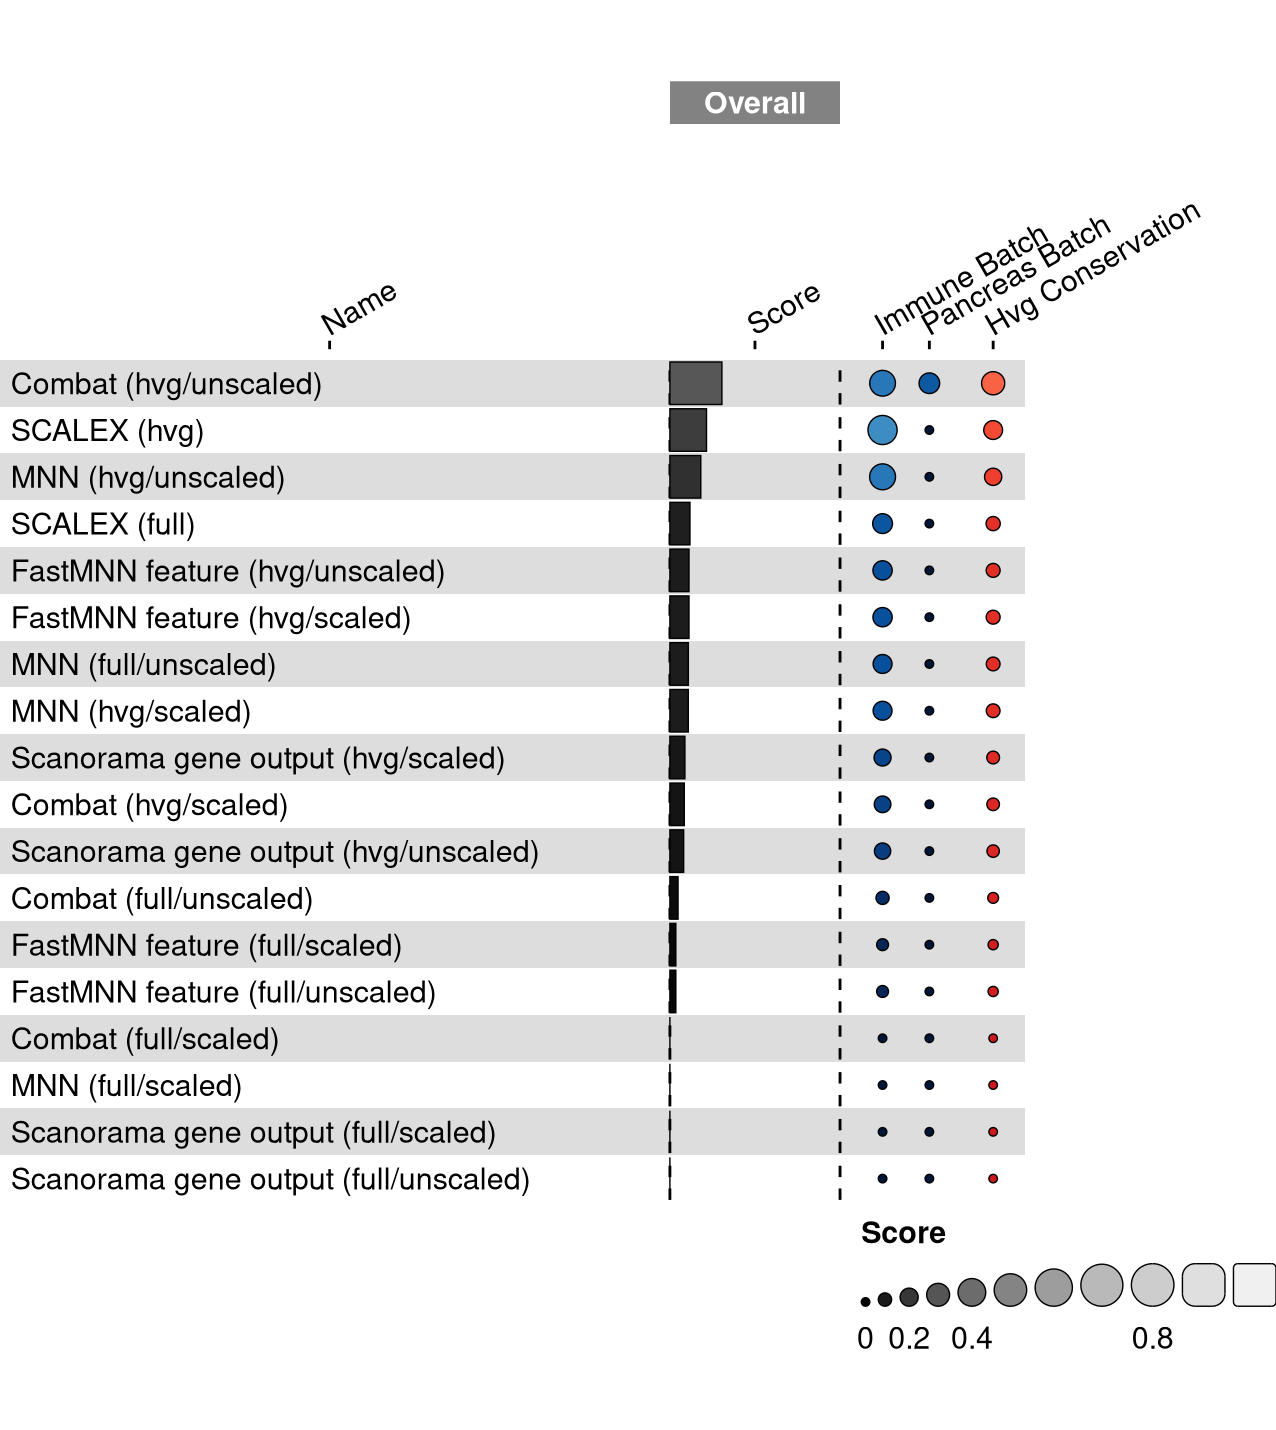 Overall
Name
Score
Immune Batch
Pancreas Batch
Hvg Conservation
Combat (hvg/unscaled)
SCALEX (hvg)
MNN (hvg/unscaled)
SCALEX (full)
FastMNN feature (hvg/unscaled)
FastMNN feature (hvg/scaled)
MNN (full/unscaled)
MNN (hvg/scaled)
Scanorama gene output (hvg/scaled)
Combat (hvg/scaled)
Scanorama gene output (hvg/unscaled)
Combat (full/unscaled)
FastMNN feature (full/scaled)
FastMNN feature (full/unscaled)
Combat (full/scaled)
MNN (full/scaled)
Scanorama gene output (full/scaled)
Scanorama gene output (full/unscaled)
Score
0 0.2 0.4 0.8